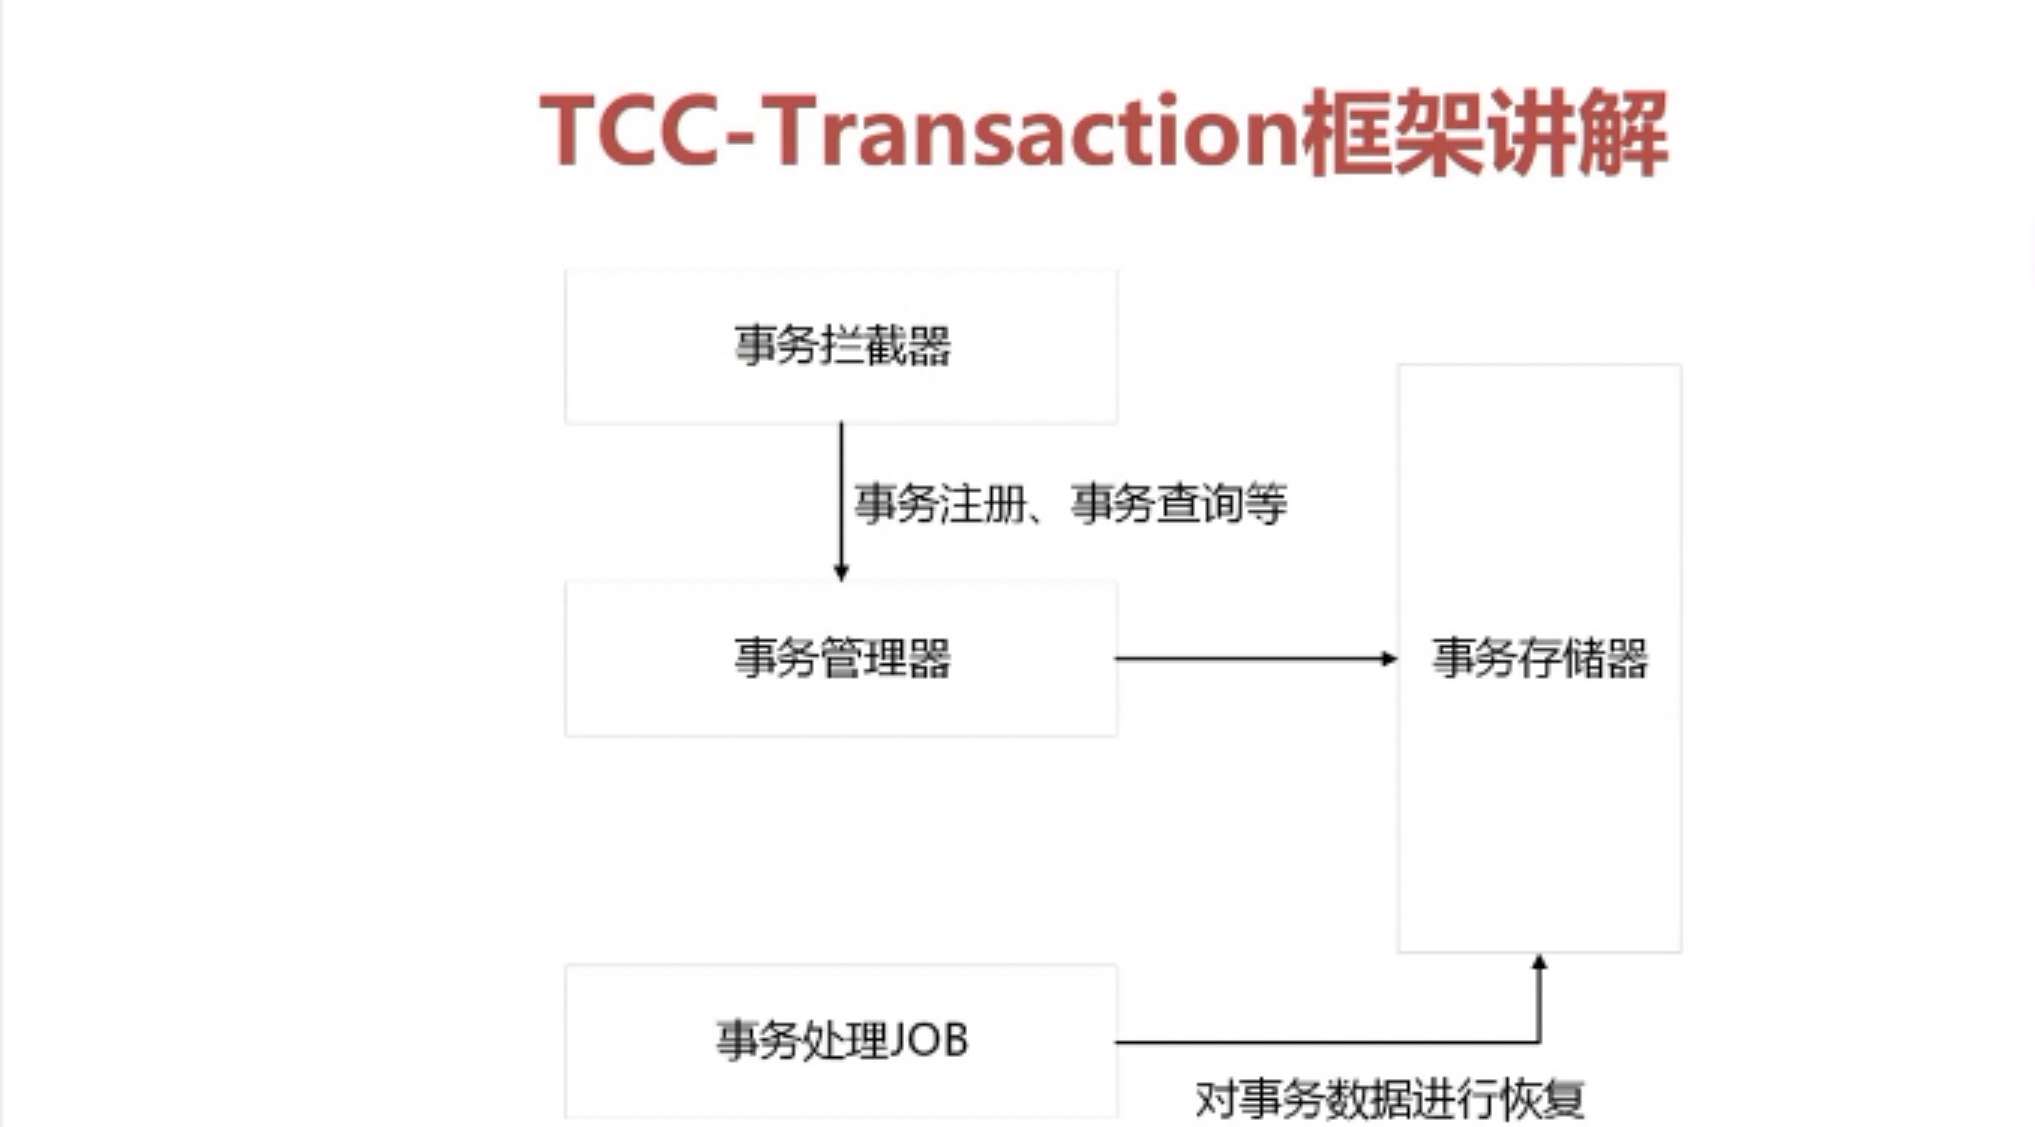 TCC-Transaction框架讲解
事务拦截器
事务注册、事务查询等
事务管理器
事务存储器
事务处理JOB
对事务数据进行恢复